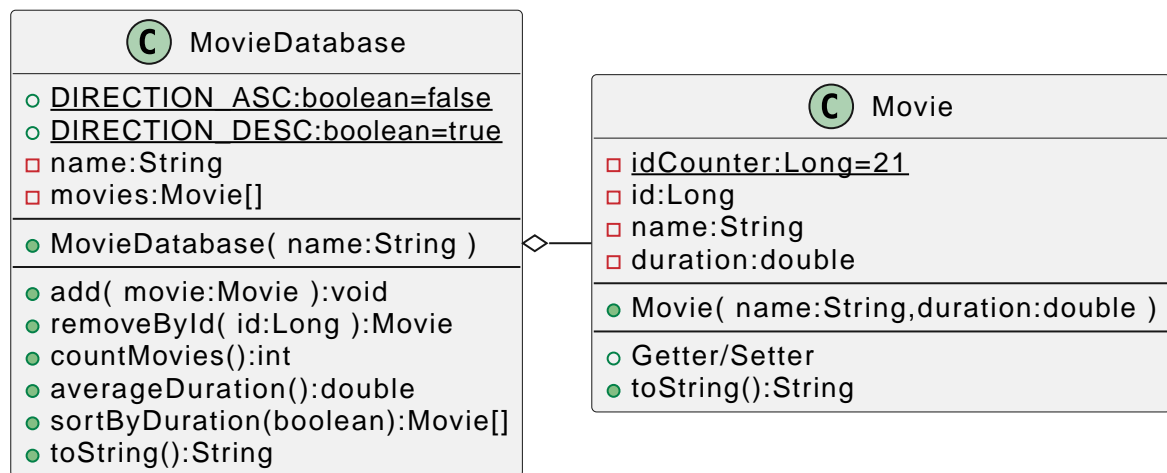 C MovieDatabase
DIRECTION_ASC:boolean=false
DIRECTION_DESC:boolean=true
name:String
movies:Movie[]
MovieDatabase( name:String )
add( movie:Movie ):void
removeById( id:Long ):Movie
countMovies():int
averageDuration():double
sortByDuration(boolean):Movie[]
toString():String
C Movie
idCounter:Long=21
id:Long
name:String
duration:double
Movie( name:String,duration:double )
Getter/Setter
toString():String